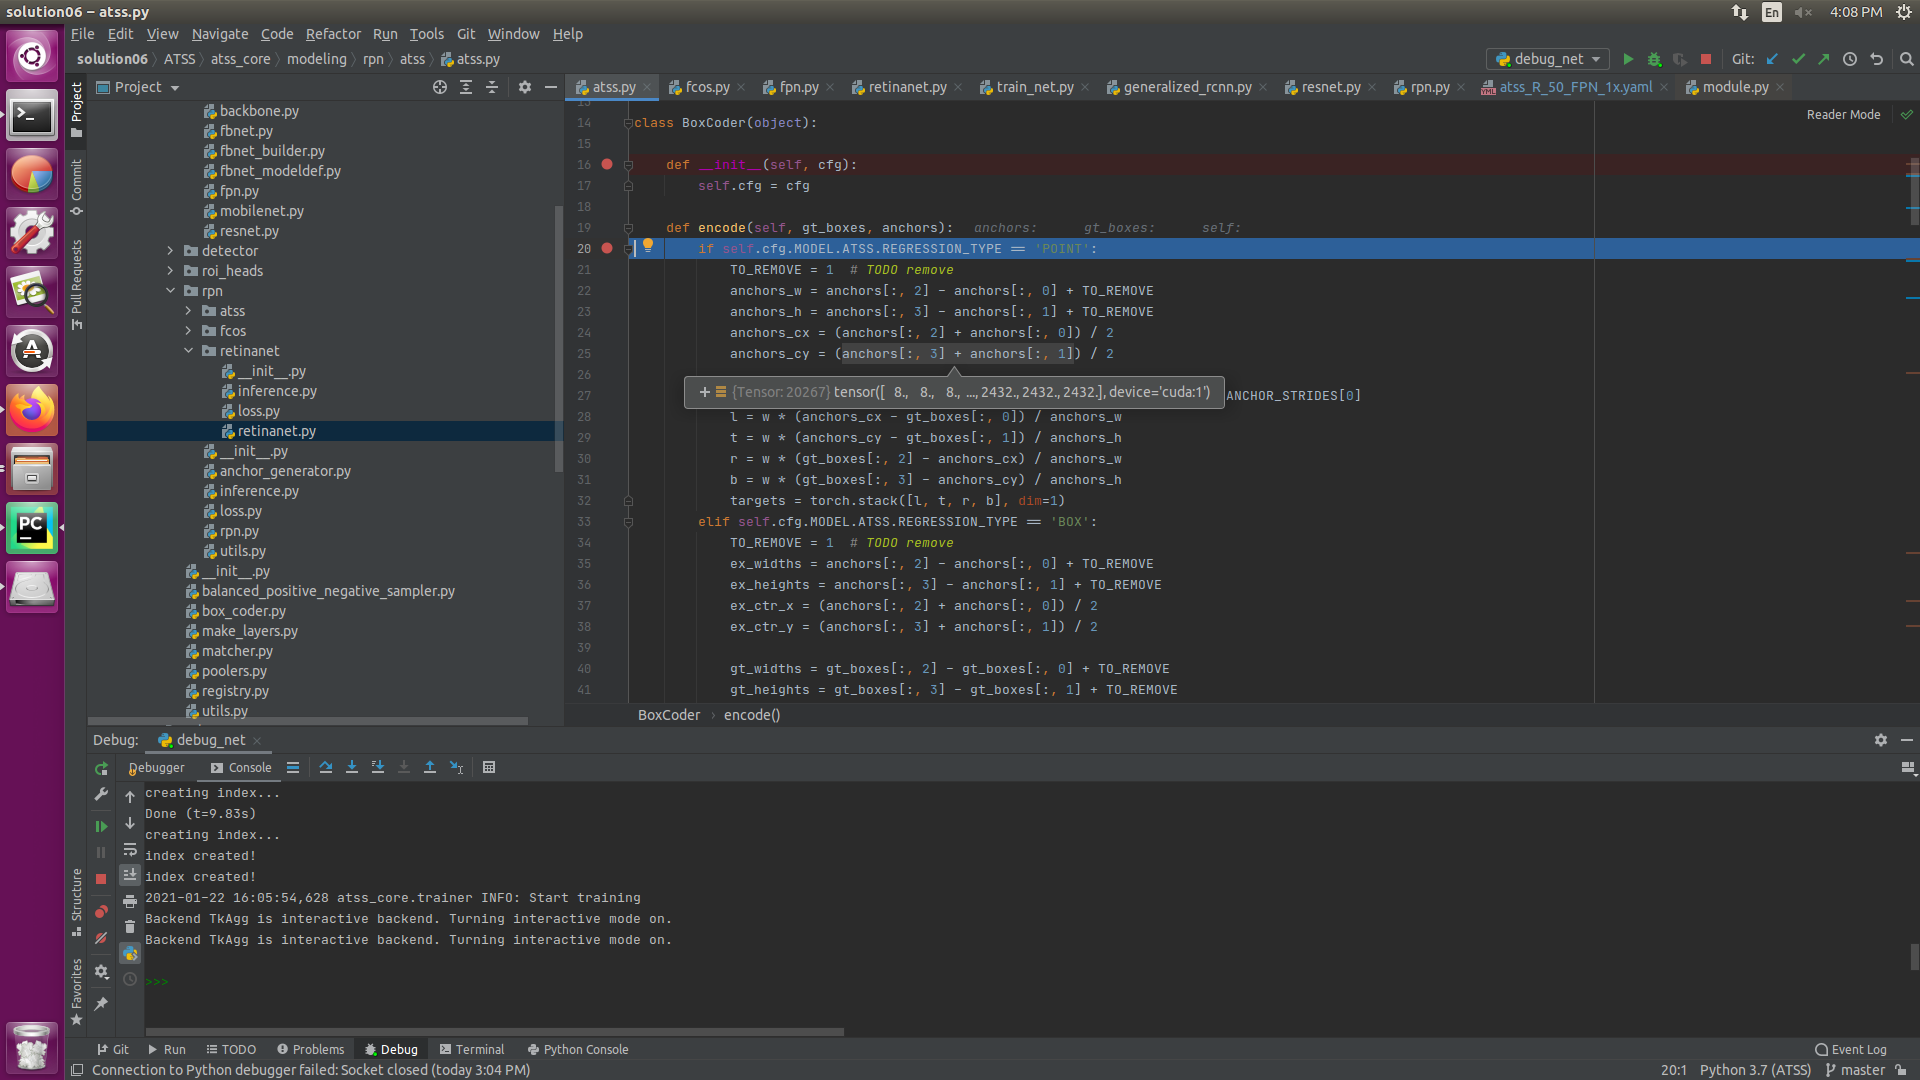 solution06 – atss.py
En
4:08 PM
File Edit View Navigate Code Refactor Run Tools Git Window Help
solution06 ATSS atss_core modeling rpn atss atss.py
debug_net
Git:
Project
atss.py fcos.py fpn.py retinanet.py train_net.py generalized_rcnn.py resnet.py rpn.py atss_R_50_FPN_1x.yaml module.py
Project
Commit
Pull Requests
Structure
Favorites
backbone.py
fbnet.py
fbnet_builder.py
fbnet_modeldef.py
fpn.py
mobilenet.py
resnet.py
detector
roi_heads
rpn
atss
fcos
retinanet
__init__.py
inference.py
loss.py
retinanet.py
__init__.py
anchor_generator.py
inference.py
loss.py
rpn.py
utils.py
__init__.py
balanced_positive_negative_sampler.py
box_coder.py
make_layers.py
matcher.py
poolers.py
registry.py
utils.py
Reader Mode
13
14 class BoxCoder(object):
15
16 def __init__(self, cfg):
17 self.cfg = cfg
18
19 def encode(self, gt_boxes, anchors): anchors: gt_boxes: self:
20 if self.cfg.MODEL.ATSS.REGRESSION_TYPE == 'POINT':
21 TO_REMOVE = 1 # TODO remove
22 anchors_w = anchors[:, 2] - anchors[:, 0] + TO_REMOVE
23 anchors_h = anchors[:, 3] - anchors[:, 1] + TO_REMOVE
24 anchors_cx = (anchors[:, 2] + anchors[:, 0]) / 2
25 anchors_cy = (anchors[:, 3] + anchors[:, 1]) / 2
26
+ {Tensor: 20267} tensor([ 8., 8., 8., ..., 2432., 2432., 2432.], device='cuda:1')
27 ANCHOR_STRIDES[0]
28 l = w * (anchors_cx - gt_boxes[:, 0]) / anchors_w
29 t = w * (anchors_cy - gt_boxes[:, 1]) / anchors_h
30 r = w * (gt_boxes[:, 2] - anchors_cx) / anchors_w
31 b = w * (gt_boxes[:, 3] - anchors_cy) / anchors_h
32 targets = torch.stack([l, t, r, b], dim=1)
33 elif self.cfg.MODEL.ATSS.REGRESSION_TYPE == 'BOX':
34 TO_REMOVE = 1 # TODO remove
35 ex_widths = anchors[:, 2] - anchors[:, 0] + TO_REMOVE
36 ex_heights = anchors[:, 3] - anchors[:, 1] + TO_REMOVE
37 ex_ctr_x = (anchors[:, 2] + anchors[:, 0]) / 2
38 ex_ctr_y = (anchors[:, 3] + anchors[:, 1]) / 2
39
40 gt_widths = gt_boxes[:, 2] - gt_boxes[:, 0] + TO_REMOVE
41 gt_heights = gt_boxes[:, 3] - gt_boxes[:, 1] + TO_REMOVE
BoxCoder encode()
Debug: debug_net
Debugger Console
creating index...
Done (t=9.83s)
creating index...
index created!
index created!
2021-01-22 16:05:54,628 atss_core.trainer INFO: Start training
Backend TkAgg is interactive backend. Turning interactive mode on.
Backend TkAgg is interactive backend. Turning interactive mode on.
>>>
Git Run TODO Problems Debug Terminal Python Console Event Log
Connection to Python debugger failed: Socket closed (today 3:04 PM)
20:1 Python 3.7 (ATSS) master
PC